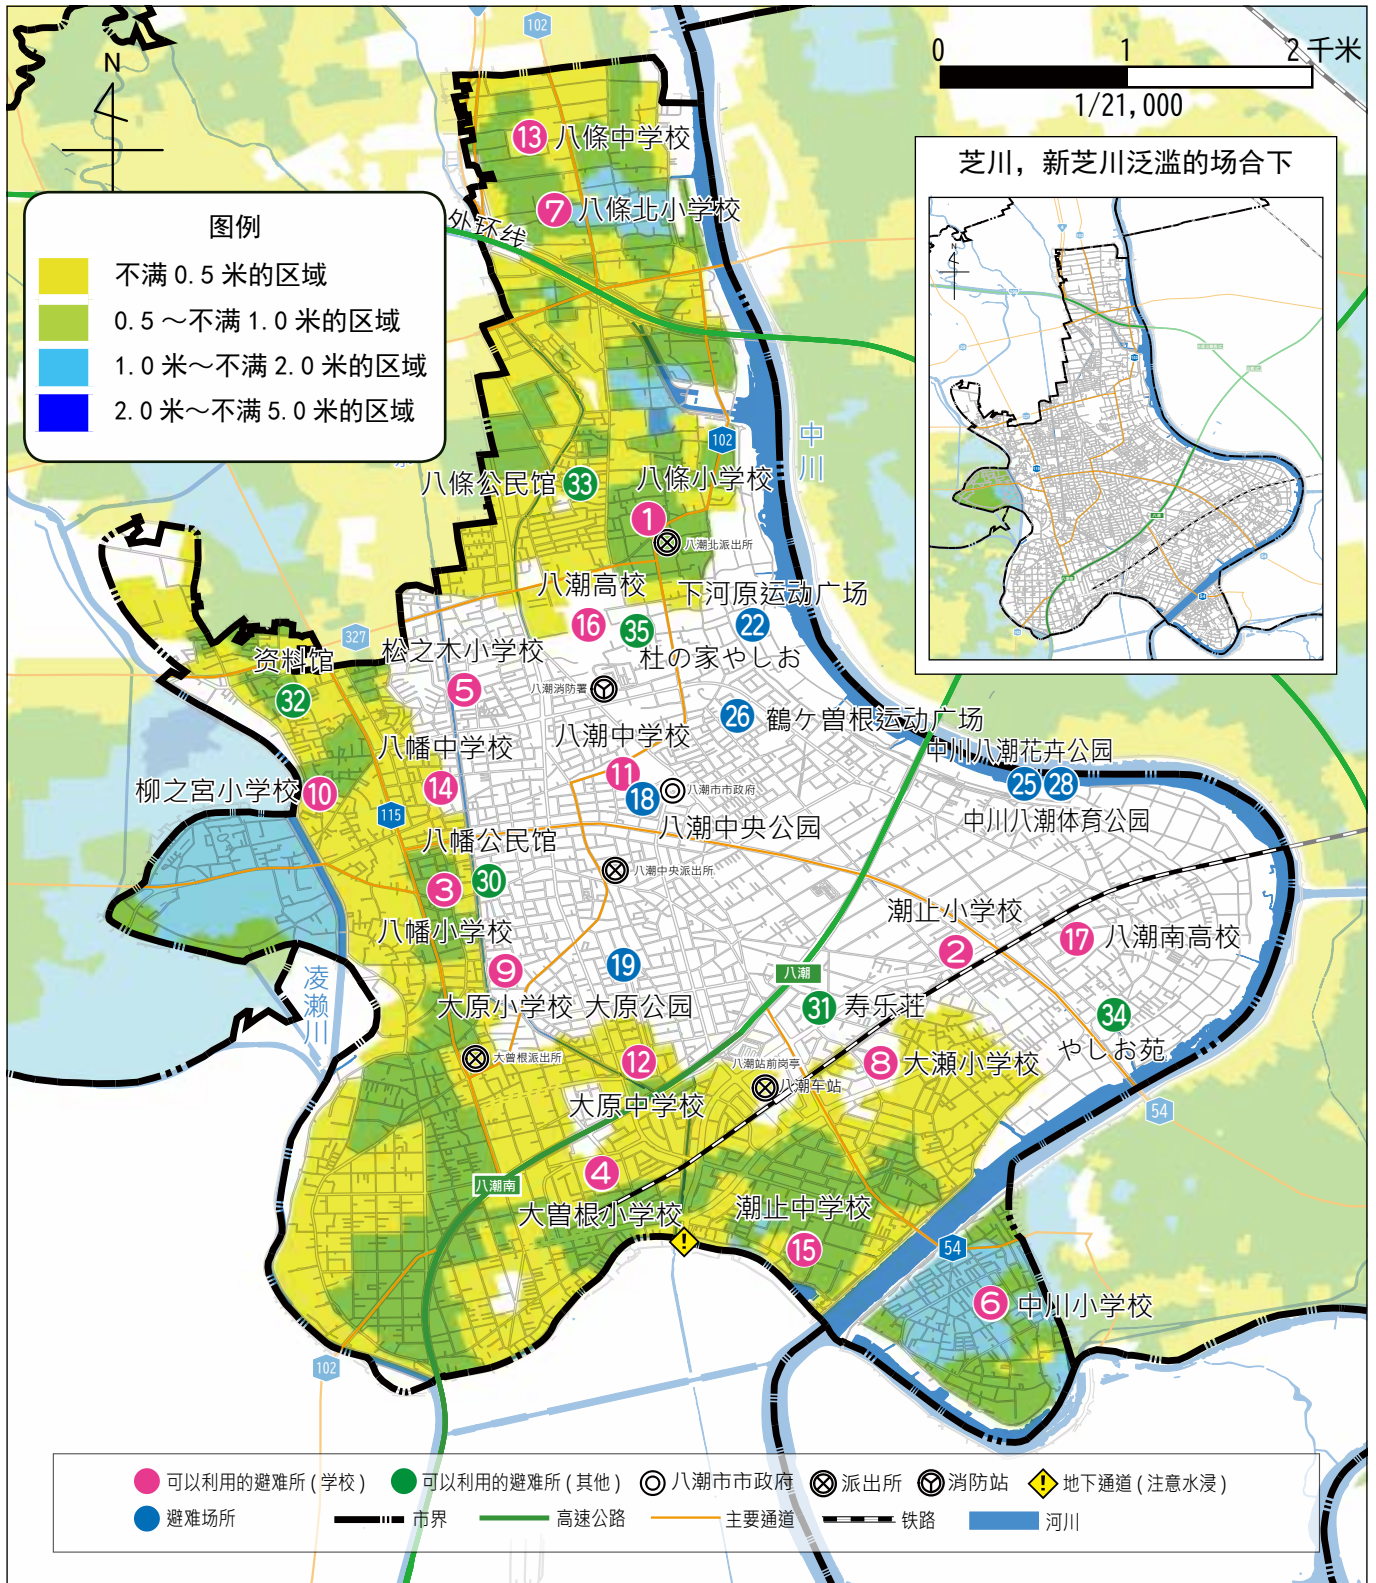 102
0 1 2 千米
1/21,000
N
芝川，新芝川泛滥的场合下
图例
不满 0.5 米的区域
0.5 ～不满 1.0 米的区域
1.0 米～不满 2.0 米的区域
2.0 米～不满 5.0 米的区域
外环线
13 八條中学校
7 八條北小学校
102
中川
八條公民馆 33
八條小学校
1
八潮北派出所
八潮高校
16
35
下河原运动广场
22
杜の家やしお
327
资料馆
32
松之木小学校
5
八潮消防署
26 鶴ケ曽根运动广场
八幡中学校
14
八潮中学校
11
18
八潮市市政府
八潮中央公园
中川八潮花卉公园
25 28
中川八潮体育公园
柳之宮小学校 10
115
八幡公民馆
3
30
八潮中央派出所
八幡小学校
潮止小学校
2
17 八潮南高校
凌濑川
9
大原小学校
19
大原公园
八潮
31 寿乐荘
34
やしお苑
大曽根派出所
12
大原中学校
八潮站前岗亭
八潮车站
8 大瀬小学校
54
八潮南
4
大曽根小学校
潮止中学校
15
54
6 中川小学校
102
可以利用的避难所 ( 学校 )
可以利用的避难所 ( 其他 )
八潮市市政府
派出所
消防站
地下通道 ( 注意水浸 )
避难场所
市界
高速公路
主要通道
铁路
河川